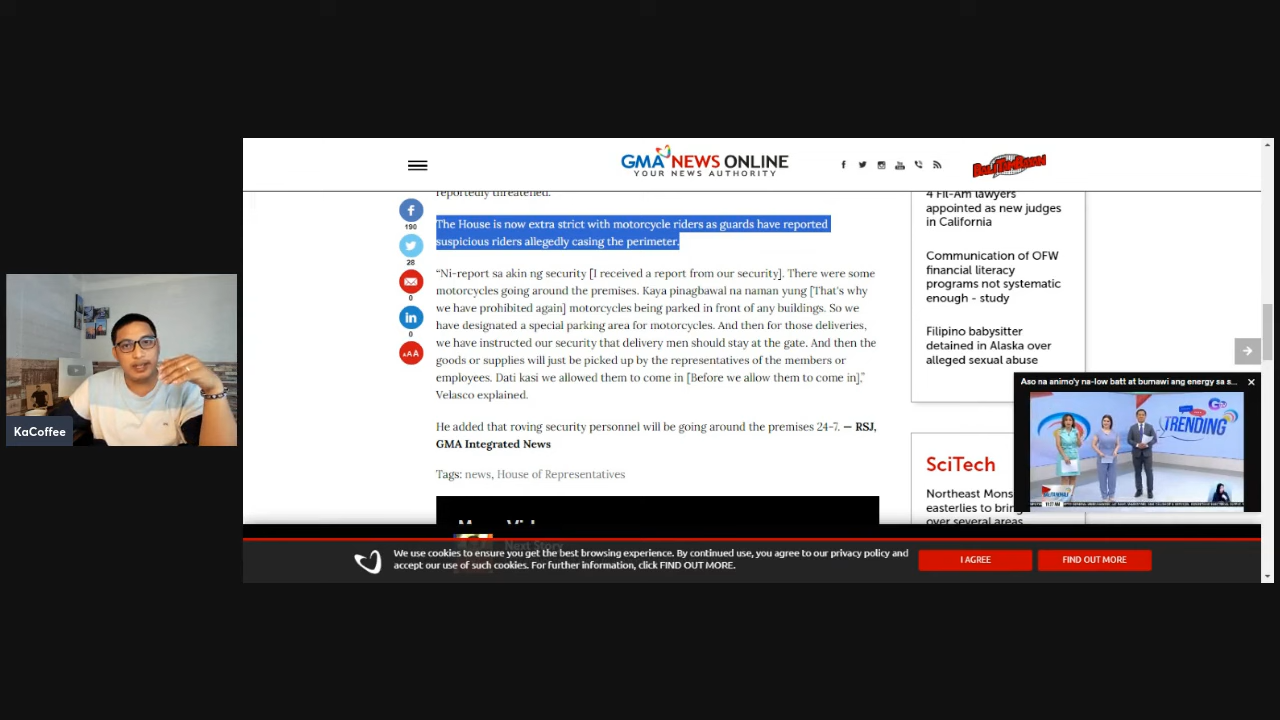 GMA NEWS ONLINE
YOUR NEWS AUTHORITY
BALITAMBAYAN
reportedly threatened.
190
28
0
0
AAA
The House is now extra strict with motorcycle riders as guards have reported
suspicious riders allegedly casing the perimeter.
“Ni-report sa akin ng security [I received a report from our security]. There were some
motorcycles going around the premises. Kaya pinagbawal na naman yung [That's why
we have prohibited again] motorcycles being parked in front of any buildings. So we
have designated a special parking area for motorcycles. And then for those deliveries,
we have instructed our security that delivery men should stay at the gate. And then the
goods or supplies will just be picked up by the representatives of the members or
employees. Dati kasi we allowed them to come in [Before we allow them to come in],”
Velasco explained.
He added that roving security personnel will be going around the premises 24-7. — RSJ,
GMA Integrated News
Tags: news, House of Representatives
Next Story
4 Fil-Am lawyers
appointed as new judges
in California
Communication of OFW
financial literacy
programs not systematic
enough - study
Filipino babysitter
detained in Alaska over
alleged sexual abuse
Aso na animo'y na-low batt at bumawi ang energy sa s...
TRENDING
SciTech
Northeast Mons
easterlies to bring
over several areas
KaCoffee
We use cookies to ensure you get the best browsing experience. By continued use, you agree to our privacy policy and
accept our use of such cookies. For further information, click FIND OUT MORE.
I AGREE
FIND OUT MORE